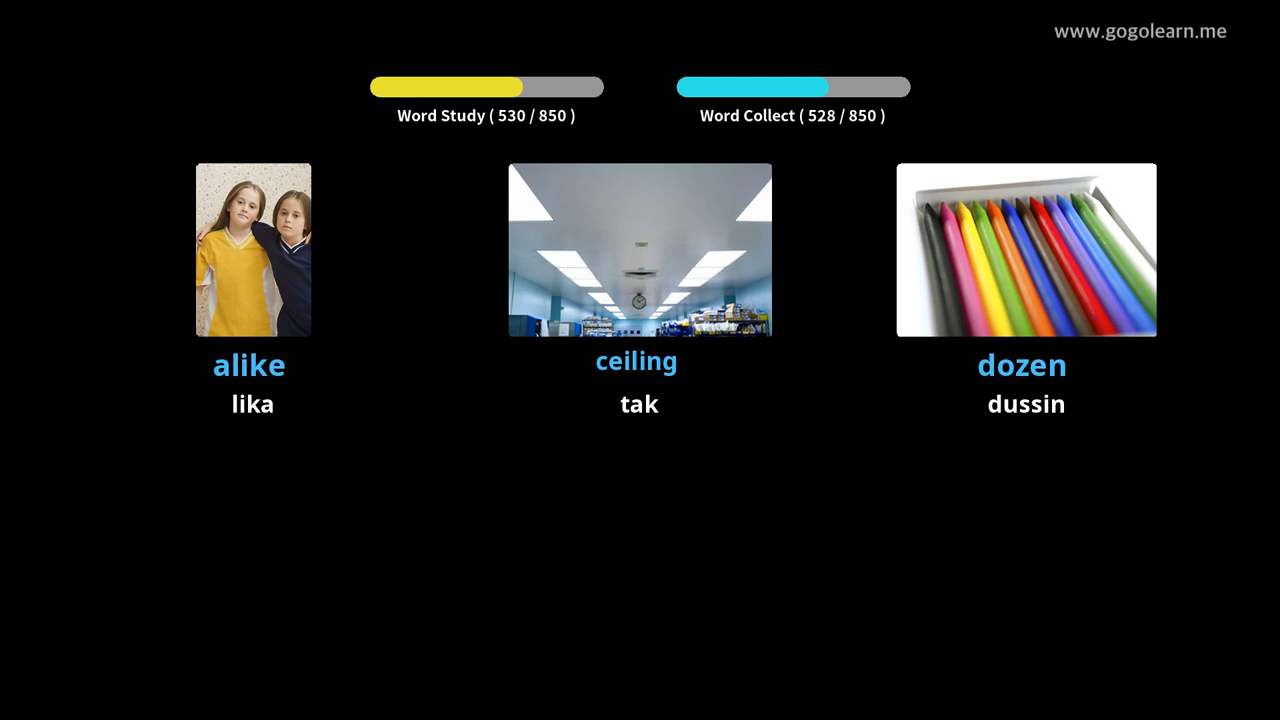 www.gogolearn.me
Word Study ( 530 / 850 )
Word Collect ( 528 / 850 )
alike
ceiling
dozen
lika
tak
dussin